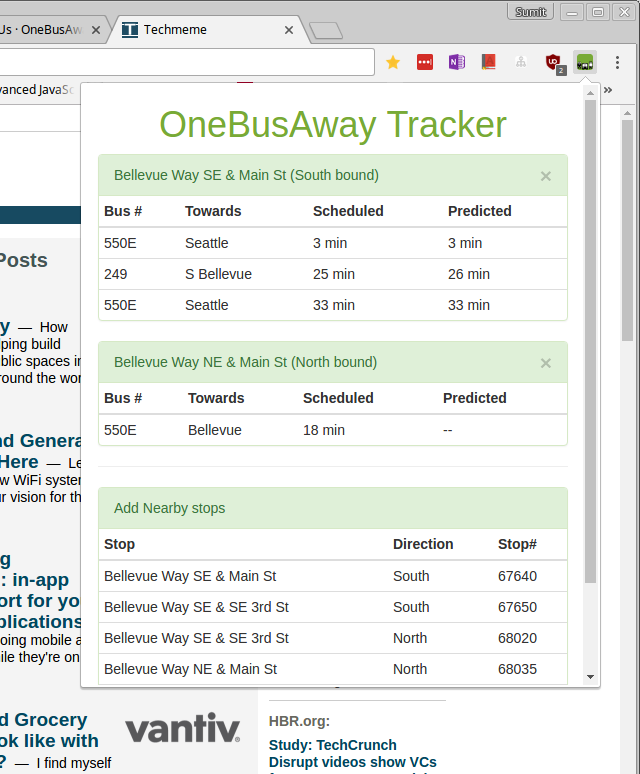 Sumit
Us · OneBusAw
Techmeme
vanced JavaSc
»
OneBusAway Tracker
Bellevue Way SE & Main St (South bound) ×
Bus # Towards Scheduled Predicted
550E Seattle 3 min 3 min
249 S Bellevue 25 min 26 min
550E Seattle 33 min 33 min
Bellevue Way NE & Main St (North bound) ×
Bus # Towards Scheduled Predicted
550E Bellevue 18 min --
Add Nearby stops
Stop Direction Stop#
Bellevue Way SE & Main St South 67640
Bellevue Way SE & SE 3rd St South 67650
Bellevue Way SE & SE 3rd St North 68020
Bellevue Way NE & Main St North 68035
Posts
y — How
ping build
ublic spaces in
round the wor
nd Genera
Here — Le
w WiFi system
ur vision for th
g
: in-app
ort for yo
plications
oing mobile a
ile they're on
d Grocery
ok like with
? — I find myself
vantiv
HBR.org:
Study: TechCrunch
Disrupt videos show VCs